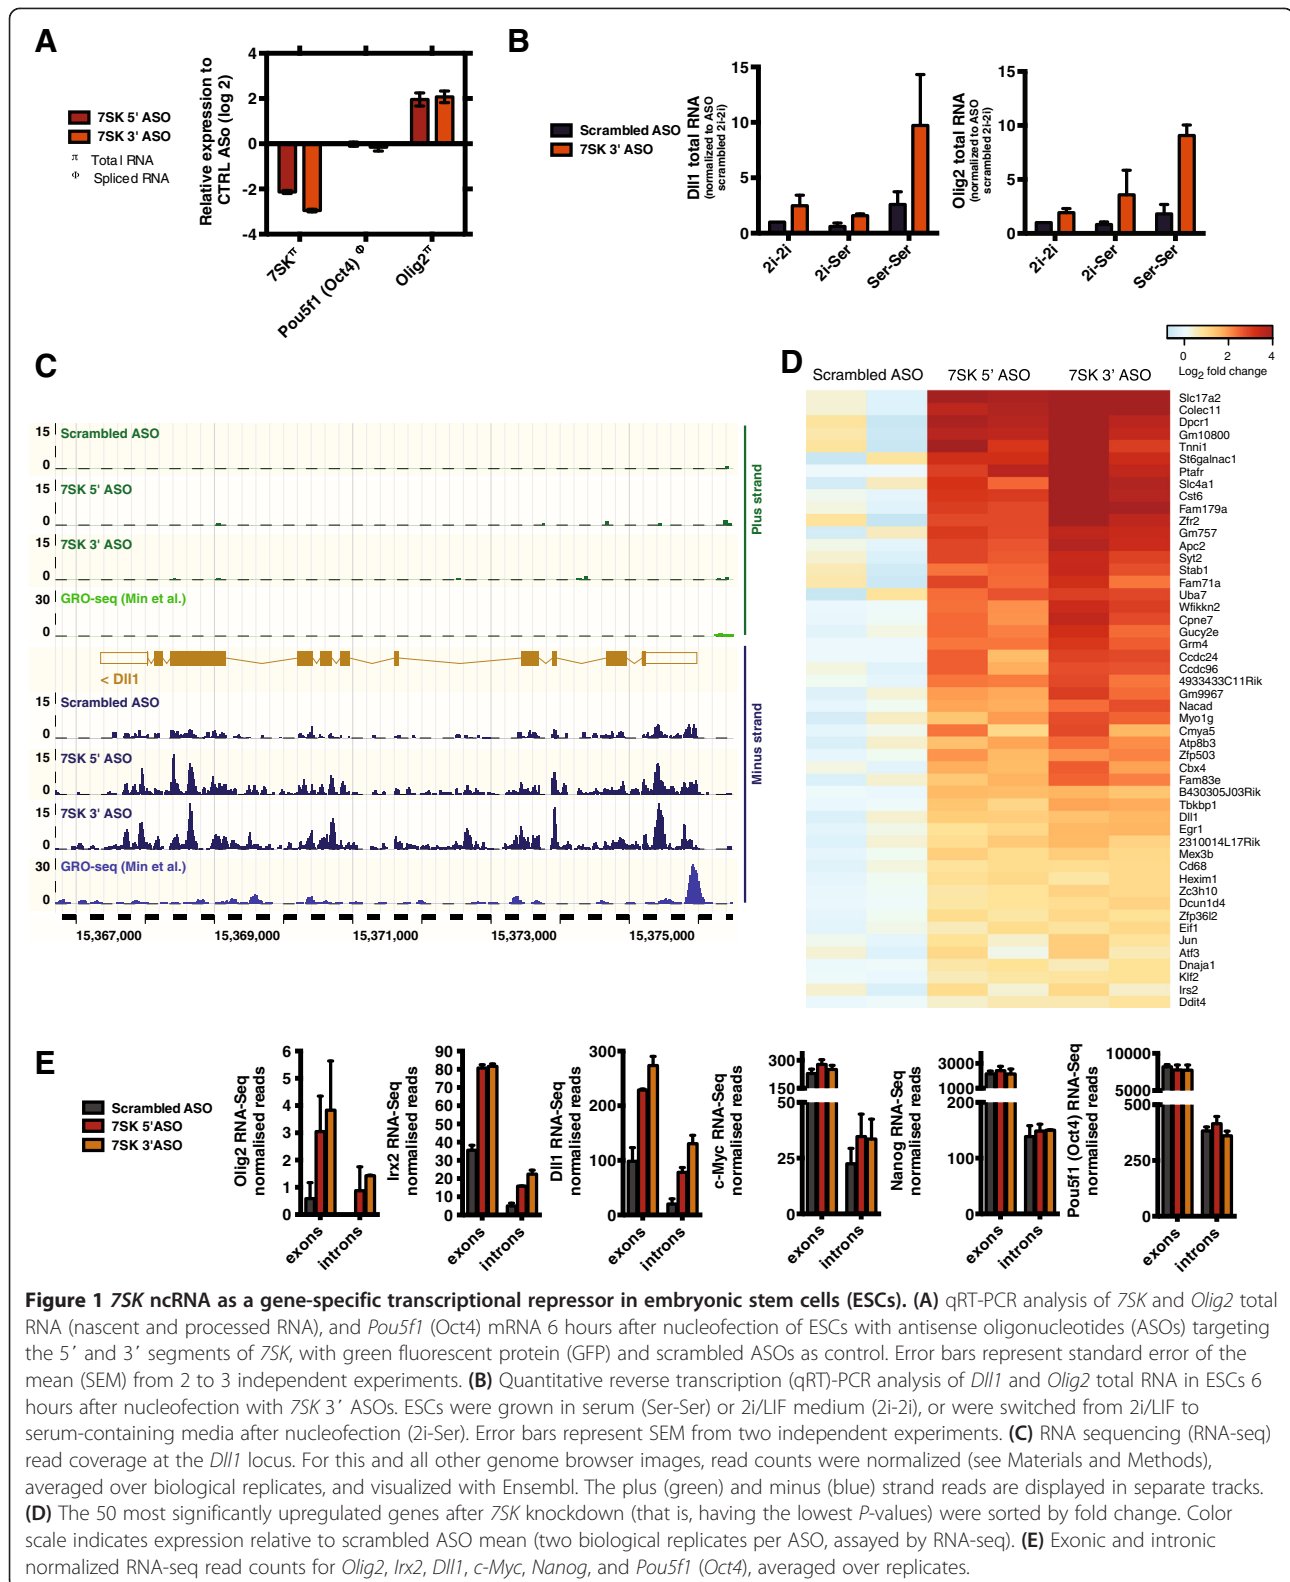 A
7SK 5' ASO
7SK 3' ASO
π Total RNA
Φ Spliced RNA
Relative expression to
CTRL ASo (log 2)
4
2
0
-2
-4
7SKπ
Pou5f1 (Oct4) Φ
Olig2π
B
Scrambled ASO
7SK 3' ASO
Dll1 total RNA
(normalized to ASO
scrambled 2i-2i)
15
10
5
0
2i-2i
2i-Ser
Ser-Ser
Olig2 total RNA
(normalized to ASO
scrambled 2i-2i)
15
10
5
0
2i-2i
2i-Ser
Ser-Ser
C
15
Scrambled ASO
0
15
7SK 5' ASO
0
15
7SK 3' ASO
0
30
GRO-seq (Min et al.)
0
Plus strand
< Dll1
Scrambled ASO
15
0
7SK 5' ASO
15
0
7SK 3' ASO
15
0
GRO-seq (Min et al.)
30
0
Minus strand
15,367,000
15,369,000
15,371,000
15,373,000
15,375,000
D
0 2 4
Log2 fold change
Scrambled ASO
7SK 5' ASO
7SK 3' ASO
Slc17a2
Colec11
Dpcr1
Gm10800
Tnni1
St6galnac1
Ptafr
Slc4a1
Cst6
Fam179a
Zfr2
Gm757
Apc2
Syt2
Stab1
Fam71a
Uba7
Wfikkn2
Cpne7
Gucy2e
Grm4
Ccdc24
Ccdc96
4933433C11Rik
Gm9967
Nacad
Myo1g
Cmya5
Atp8b3
Zfp503
Cbx4
Fam83e
B430305J03Rik
Tbkbp1
Dll1
Egr1
2310014L17Rik
Mex3b
Cd68
Hexim1
Zc3h10
Dcun1d4
Zfp36l2
Eif1
Jun
Atf3
Dnaja1
Klf2
Irs2
Ddit4
E
Scrambled ASO
7SK 5'ASO
7SK 3'ASO
Olig2 RNA-Seq
normalised reads
6
5
4
3
2
1
0
exons
introns
Irx2 RNA-Seq
normalised reads
90
80
70
60
50
40
30
20
10
0
exons
introns
Dll1 RNA-Seq
normalised reads
300
200
100
0
exons
introns
c-Myc RNA-Seq
normalised reads
300
150
50
25
0
exons
introns
Nanog RNA-Seq
normalised reads
3000
1000
200
100
0
exons
introns
Pou5f1 (Oct4) RNA-Seq
normalised reads
10000
5000
500
250
0
exons
introns
Figure 1 7SK ncRNA as a gene-specific transcriptional repressor in embryonic stem cells (ESCs). (A) qRT-PCR analysis of 7SK and Olig2 total
RNA (nascent and processed RNA), and Pou5f1 (Oct4) mRNA 6 hours after nucleofection of ESCs with antisense oligonucleotides (ASOs) targeting
the 5′ and 3′ segments of 7SK, with green fluorescent protein (GFP) and scrambled ASOs as control. Error bars represent standard error of the
mean (SEM) from 2 to 3 independent experiments. (B) Quantitative reverse transcription (qRT)-PCR analysis of Dll1 and Olig2 total RNA in ESCs 6
hours after nucleofection with 7SK 3′ ASOs. ESCs were grown in serum (Ser-Ser) or 2i/LIF medium (2i-2i), or were switched from 2i/LIF to
serum-containing media after nucleofection (2i-Ser). Error bars represent SEM from two independent experiments. (C) RNA sequencing (RNA-seq)
read coverage at the Dll1 locus. For this and all other genome browser images, read counts were normalized (see Materials and Methods),
averaged over biological replicates, and visualized with Ensembl. The plus (green) and minus (blue) strand reads are displayed in separate tracks.
(D) The 50 most significantly upregulated genes after 7SK knockdown (that is, having the lowest P-values) were sorted by fold change. Color
scale indicates expression relative to scrambled ASO mean (two biological replicates per ASO, assayed by RNA-seq). (E) Exonic and intronic
normalized RNA-seq read counts for Olig2, Irx2, Dll1, c-Myc, Nanog, and Pou5f1 (Oct4), averaged over replicates.